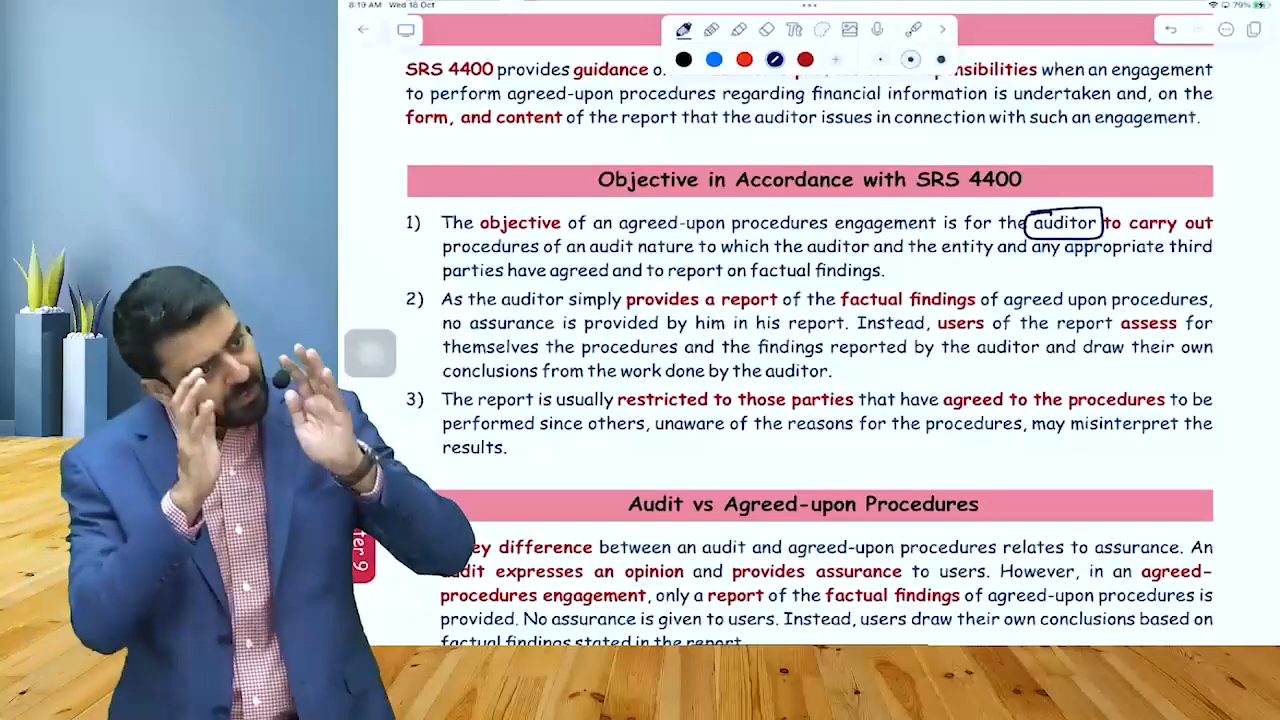 8:19 AM Wed 18 Oct
79%
SRS 4400 provides guidance o ponsibilities when an engagement
to perform agreed-upon procedures regarding financial information is undertaken and, on the
form, and content of the report that the auditor issues in connection with such an engagement.
Objective in Accordance with SRS 4400
1) The objective of an agreed-upon procedures engagement is for the auditor to carry out
procedures of an audit nature to which the auditor and the entity and any appropriate third
parties have agreed and to report on factual findings.
2) As the auditor simply provides a report of the factual findings of agreed upon procedures,
no assurance is provided by him in his report. Instead, users of the report assess for
themselves the procedures and the findings reported by the auditor and draw their own
conclusions from the work done by the auditor.
3) The report is usually restricted to those parties that have agreed to the procedures to be
performed since others, unaware of the reasons for the procedures, may misinterpret the
results.
Audit vs Agreed-upon Procedures
ey difference between an audit and agreed-upon procedures relates to assurance. An
audit expresses an opinion and provides assurance to users. However, in an agreed-
procedures engagement, only a report of the factual findings of agreed-upon procedures is
provided. No assurance is given to users. Instead, users draw their own conclusions based on
factual findings stated in the report.
ter 9